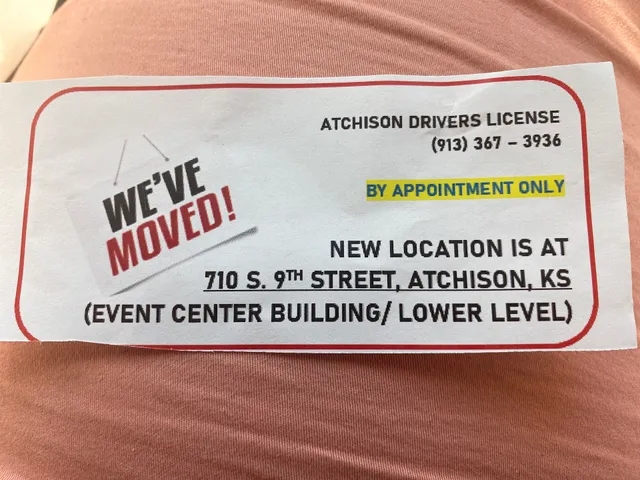 WE'VE
MOVED!
ATCHISON DRIVERS LICENSE
(913) 367 – 3936
BY APPOINTMENT ONLY
NEW LOCATION IS AT
710 S. 9TH STREET, ATCHISON, KS
(EVENT CENTER BUILDING/ LOWER LEVEL)